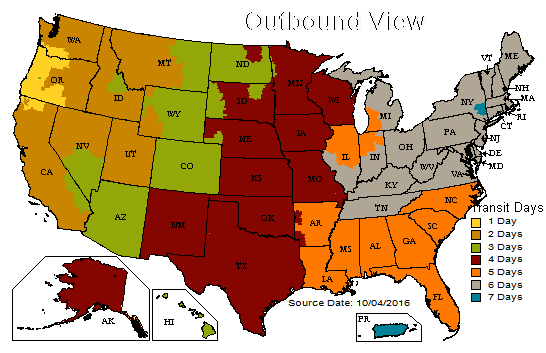 Outbound View
WA
MT
ND
MN
VT
ME
OR
ID
SD
WI
MI
NY
NH
MA
WY
RI
CT
NV
NE
IA
PA
NJ
IL
IN
OH
DE
MD
CA
UT
CO
KS
MO
WV
VA
KY
NC
TN
AZ
NM
OK
AR
SC
MS
AL
GA
TX
LA
FL
Transit Days
1 Day
2 Days
3 Days
4 Days
5 Days
6 Days
7 Days
Source Date: 10/04/2016
AK
HI
PR